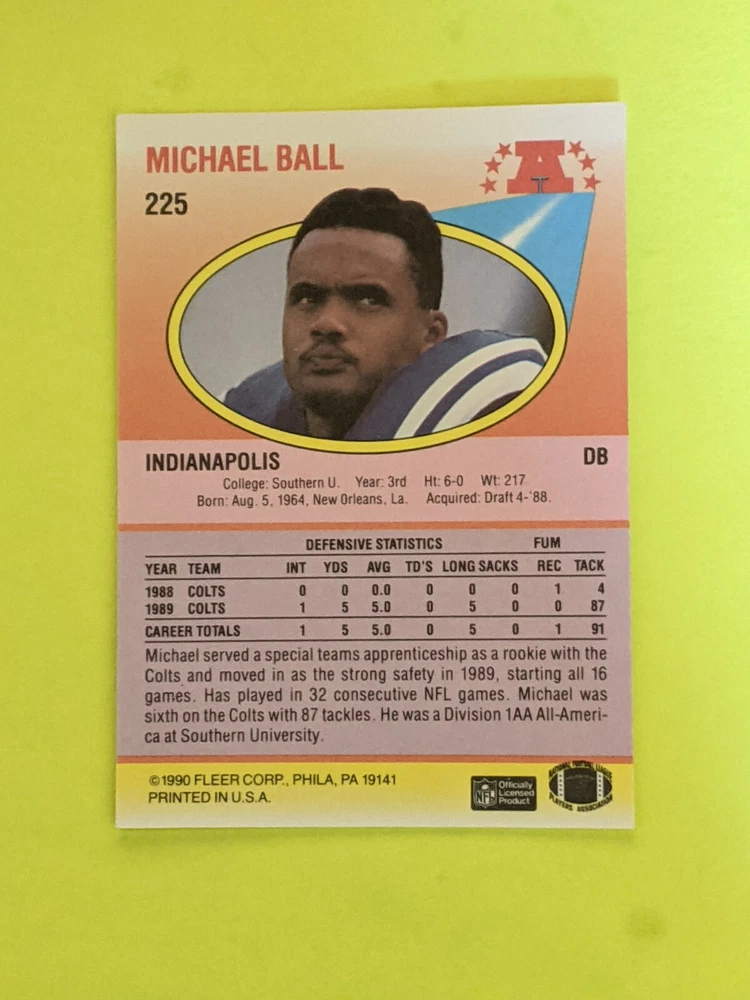 MICHAEL BALL
225
A
INDIANAPOLIS DB
College: Southern U. Year: 3rd Ht: 6-0 Wt: 217
Born: Aug. 5, 1964, New Orleans, La. Acquired: Draft 4-'88.
DEFENSIVE STATISTICS FUM
YEAR TEAM INT YDS AVG TD'S LONG SACKS REC TACK
1988 COLTS 0 0 0.0 0 0 0 1 4
1989 COLTS 1 5 5.0 0 5 0 0 87
CAREER TOTALS 1 5 5.0 0 5 0 1 91
Michael served a special teams apprenticeship as a rookie with the
Colts and moved in as the strong safety in 1989, starting all 16
games. Has played in 32 consecutive NFL games. Michael was
sixth on the Colts with 87 tackles. He was a Division 1AA All-Ameri-
ca at Southern University.
©1990 FLEER CORP., PHILA, PA 19141
PRINTED IN U.S.A.
NFL
Officially
Licensed
Product
NATIONAL FOOTBALL LEAGUE
PLAYERS ASSOCIATION